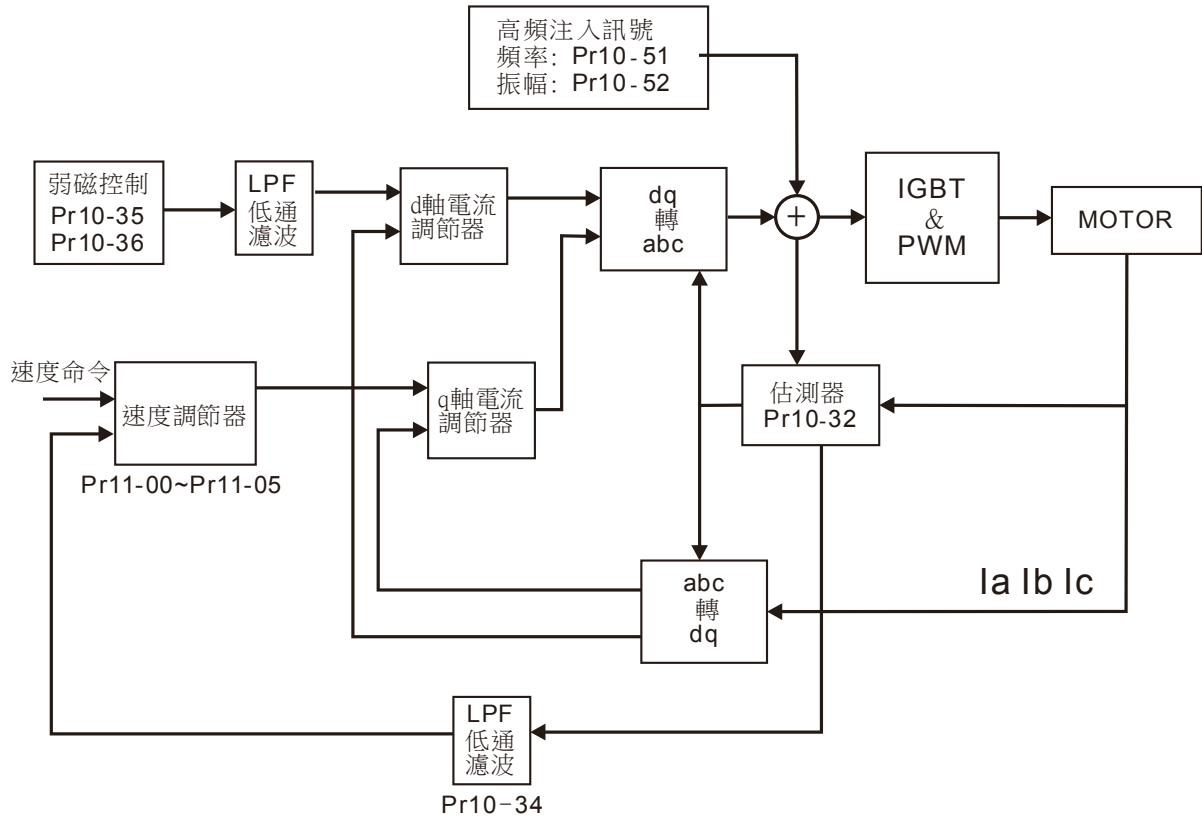 高頻注入訊號
頻率: Pr10-51
振幅: Pr10-52
弱磁控制
Pr10-35
Pr10-36
LPF
低通
濾波
d軸電流
調節器
dq
轉
abc
+
IGBT
&
PWM
MOTOR
速度命令
速度調節器
Pr11-00~Pr11-05
q軸電流
調節器
估測器
Pr10-32
abc
轉
dq
Ia Ib Ic
LPF
低通
濾波
Pr10-34